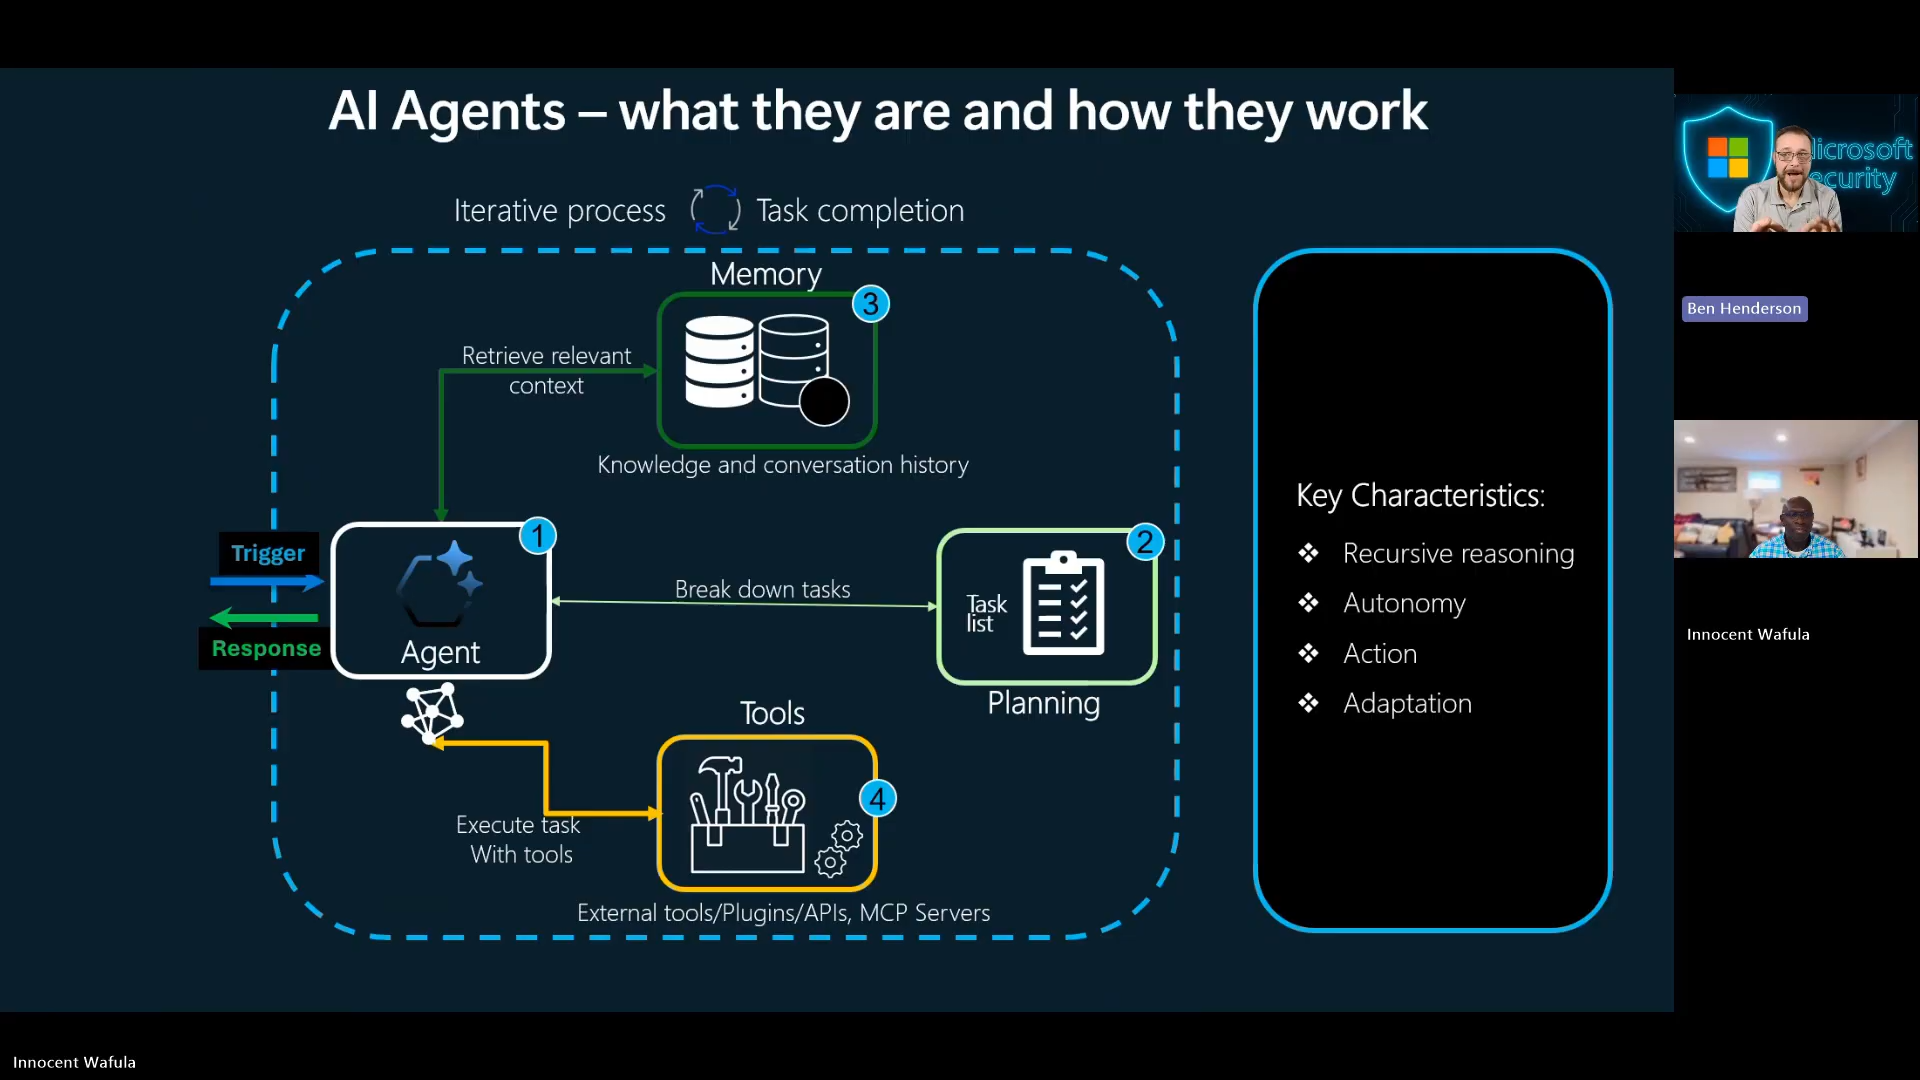 AI Agents – what they are and how they work
Iterative process
Task completion
Memory
3
Retrieve relevant
context
Knowledge and conversation history
Trigger
Response
1
Agent
Break down tasks
2
Task
list
Planning
Tools
4
Execute task
With tools
External tools/Plugins/APIs, MCP Servers
Key Characteristics:
❖ Recursive reasoning
❖ Autonomy
❖ Action
❖ Adaptation
Microsoft
Security
Ben Henderson
Innocent Wafula
Innocent Wafula